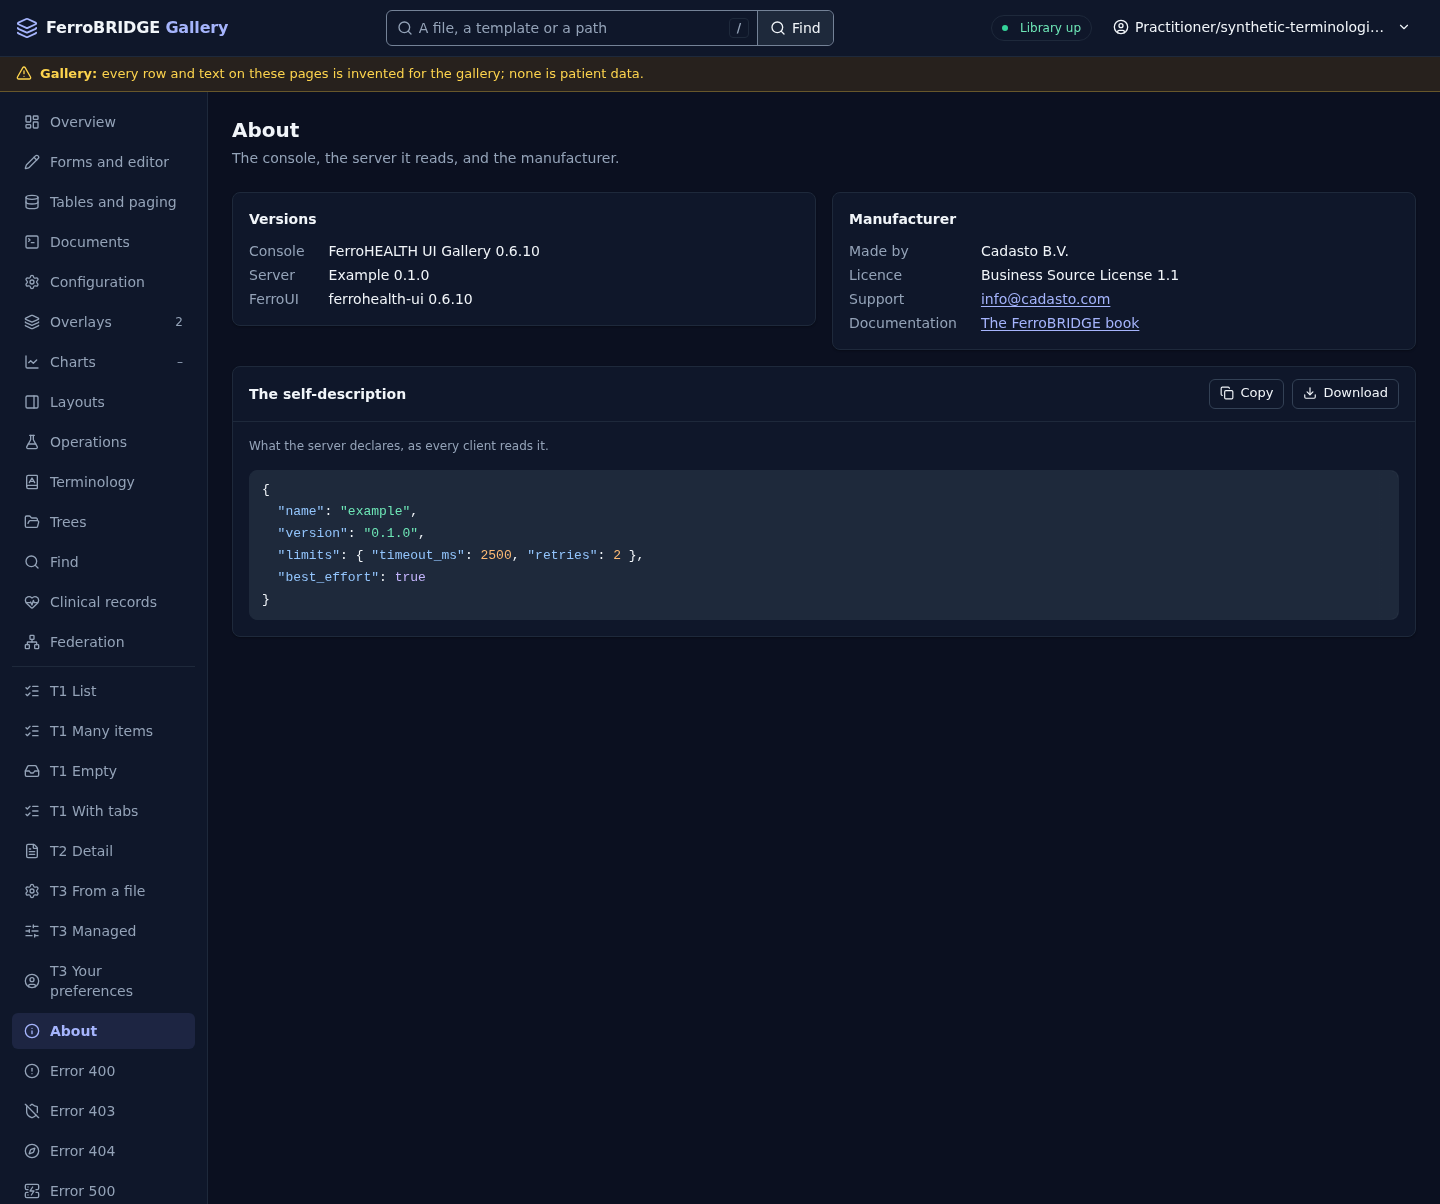 FerroBRIDGE Gallery
A file, a template or a path
/
Find
Library up
Practitioner/synthetic-terminologi...
Gallery: every row and text on these pages is invented for the gallery; none is patient data.
Overview
Forms and editor
Tables and paging
Documents
Configuration
Overlays 2
Charts –
Layouts
Operations
Terminology
Trees
Find
Clinical records
Federation
T1 List
T1 Many items
T1 Empty
T1 With tabs
T2 Detail
T3 From a file
T3 Managed
T3 Your
preferences
About
Error 400
Error 403
Error 404
Error 500
About
The console, the server it reads, and the manufacturer.
Versions
Console FerroHEALTH UI Gallery 0.6.10
Server Example 0.1.0
FerroUI ferrohealth-ui 0.6.10
Manufacturer
Made by Cadasto B.V.
Licence Business Source License 1.1
Support info@cadasto.com
Documentation The FerroBRIDGE book
The self-description
Copy
Download
What the server declares, as every client reads it.
{
  "name": "example",
  "version": "0.1.0",
  "limits": { "timeout_ms": 2500, "retries": 2 },
  "best_effort": true
}